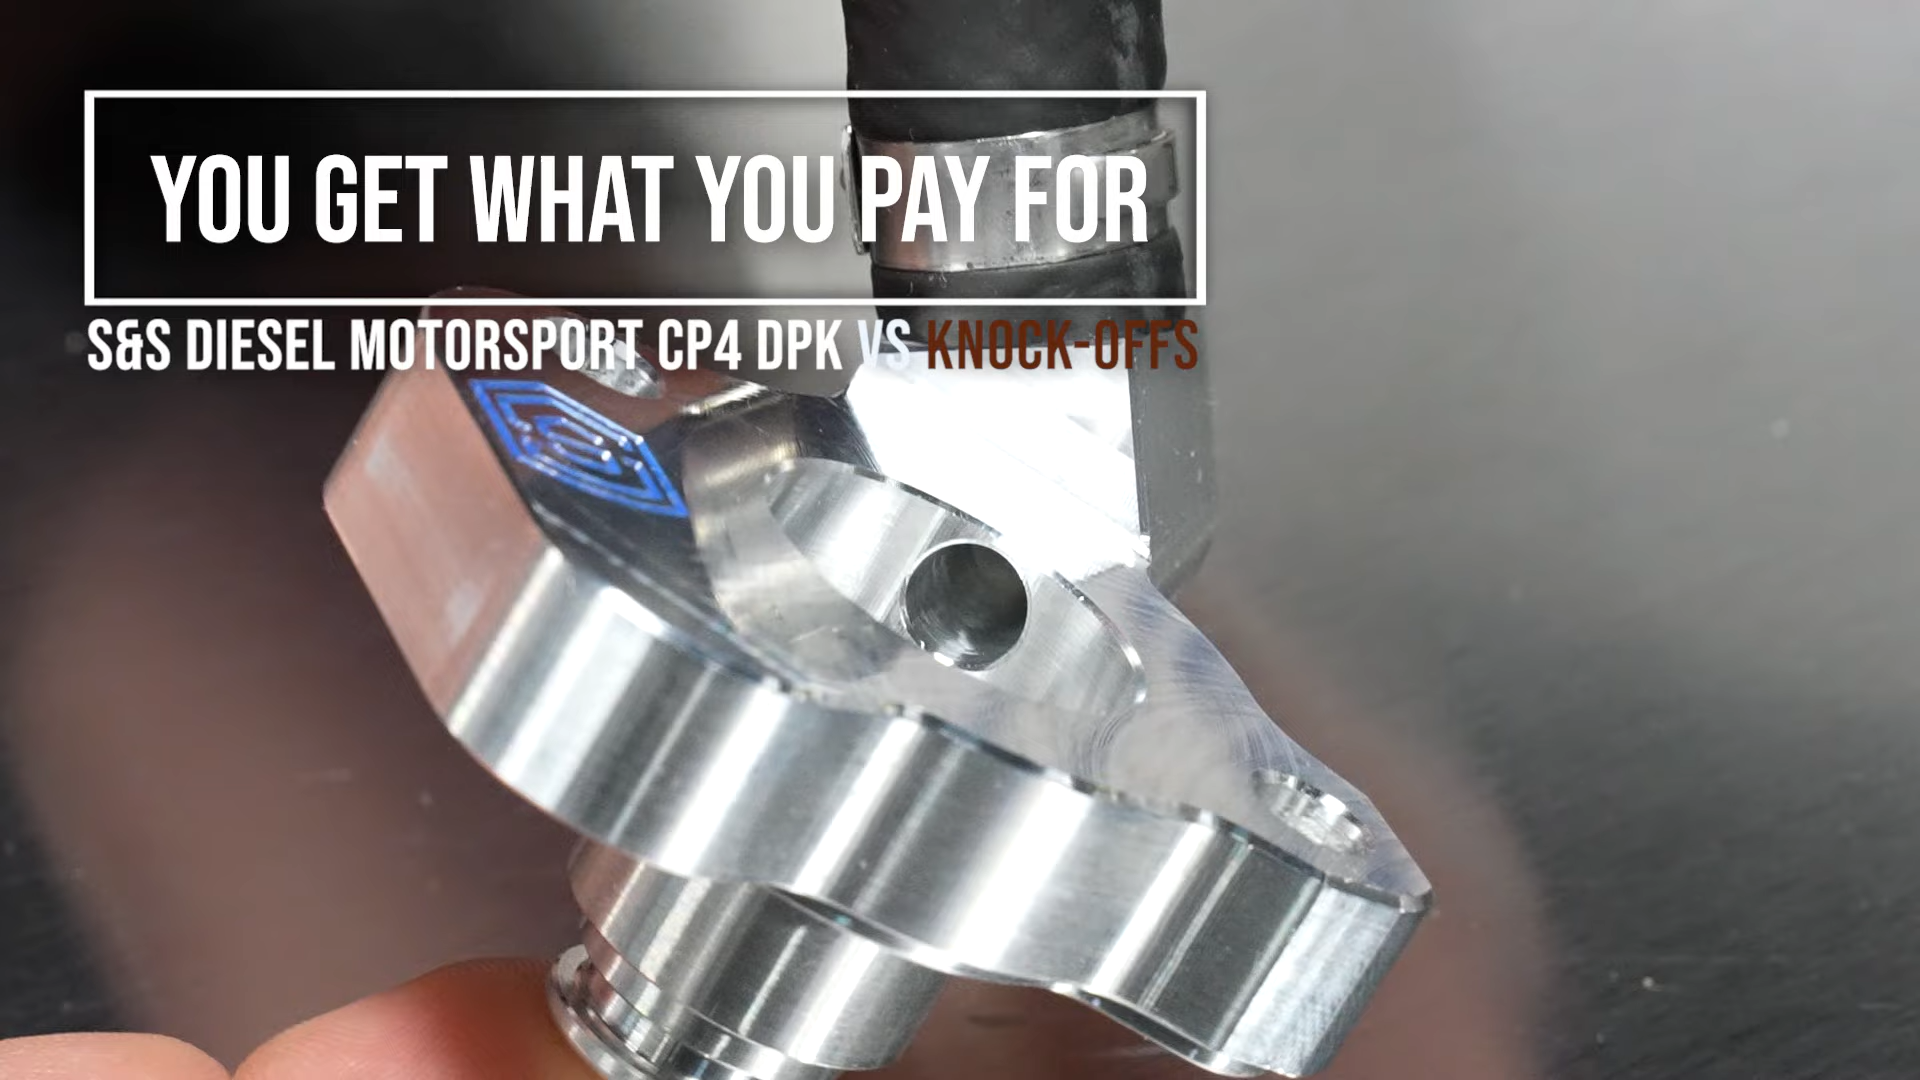 YOU GET WHAT YOU PAY FOR
S&S DIESEL MOTORSPORT CP4 DPK VS KNOCK-OFFS